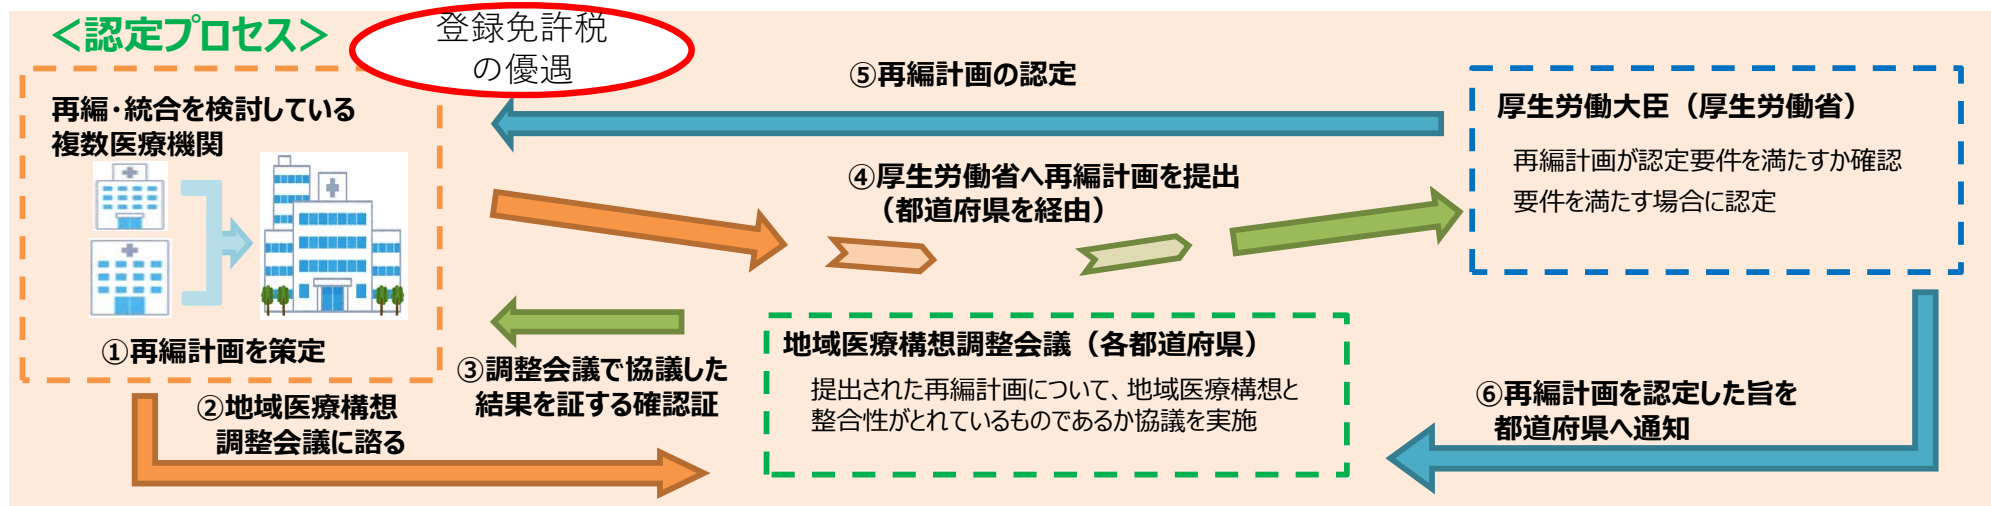 ＜認定プロセス＞
登録免許税
の優遇
再編・統合を検討している
複数医療機関
①再編計画を策定
②地域医療構想
調整会議に諮る
③調整会議で協議した
結果を証する確認証
④厚生労働省へ再編計画を提出
（都道府県を経由）
⑤再編計画の認定
厚生労働大臣（厚生労働省）
再編計画が認定要件を満たすか確認
要件を満たす場合に認定
地域医療構想調整会議（各都道府県）
提出された再編計画について、地域医療構想と
整合性がとれているものであるか協議を実施
⑥再編計画を認定した旨を
都道府県へ通知